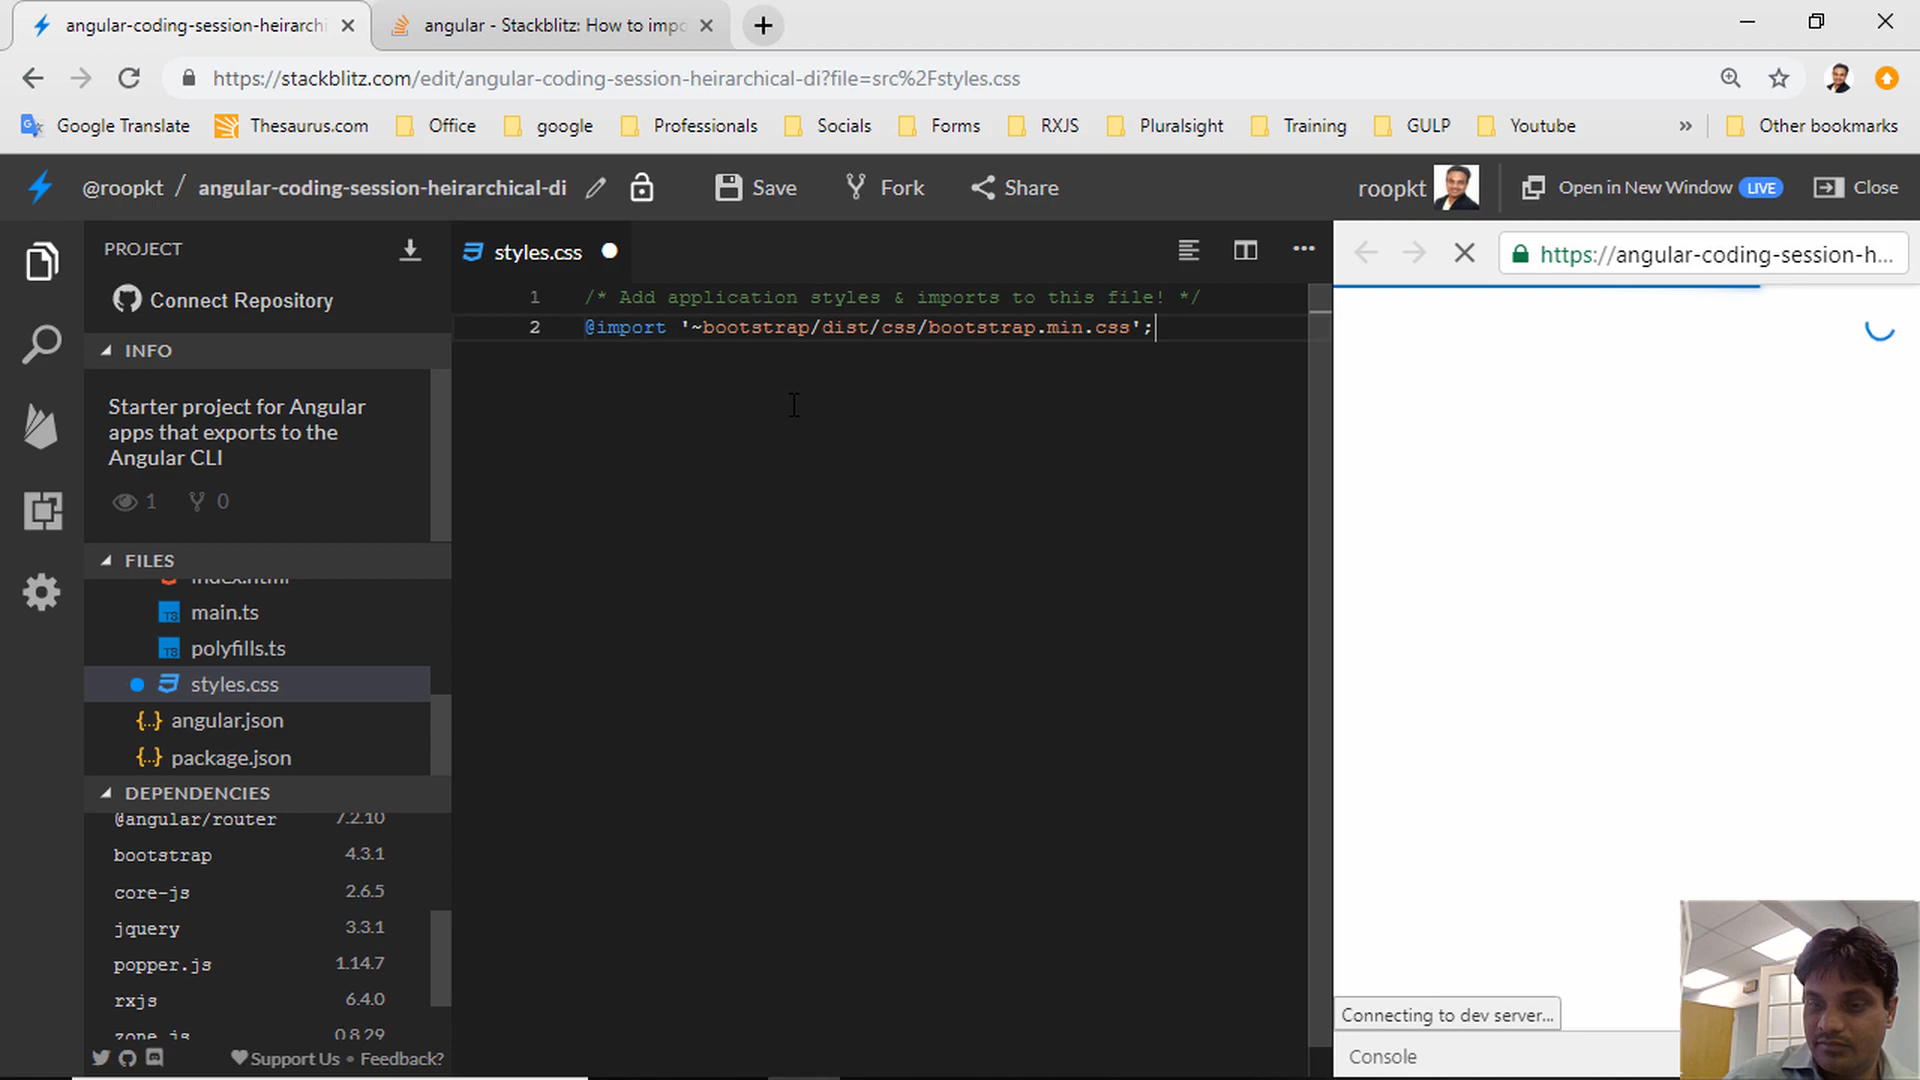 angular-coding-session-heirarchi
angular - Stackblitz: How to impo
https://stackblitz.com/edit/angular-coding-session-heirarchical-di?file=src%2Fstyles.css
Google Translate
Thesaurus.com
Office
google
Professionals
Socials
Forms
RXJS
Pluralsight
Training
GULP
Youtube
»
Other bookmarks
@roopkt / angular-coding-session-heirarchical-di
Save
Fork
Share
roopkt
Open in New Window LIVE
Close
PROJECT
Connect Repository
INFO
Starter project for Angular
apps that exports to the
Angular CLI
1 0
FILES
index.html
main.ts
polyfills.ts
styles.css
angular.json
package.json
DEPENDENCIES
@angular/router 7.2.10
bootstrap 4.3.1
core-js 2.6.5
jquery 3.3.1
popper.js 1.14.7
rxjs 6.4.0
zone.js 0.8.29
Support Us • Feedback?
styles.css
1 /* Add application styles & imports to this file! */
2 @import '~bootstrap/dist/css/bootstrap.min.css';
https://angular-coding-session-h...
Connecting to dev server...
Console